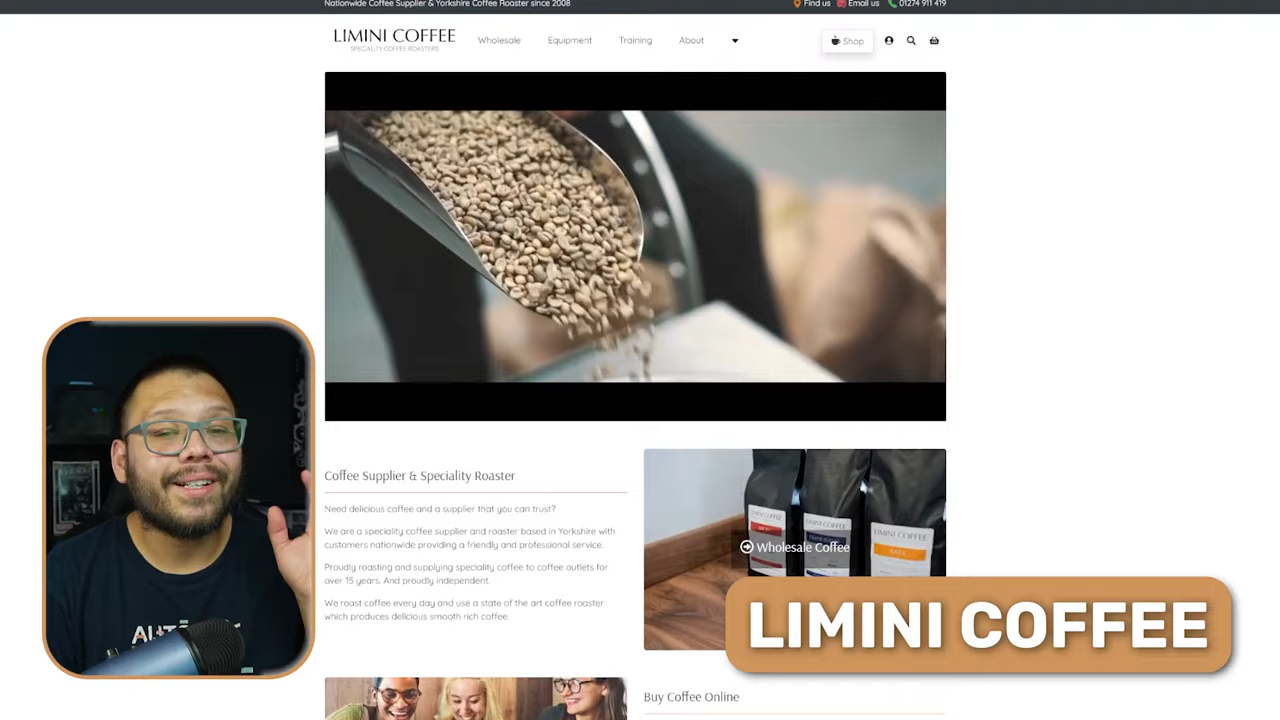 Nationwide Coffee Supplier & Yorkshire Coffee Roaster since 2008
Find us Email us 01274 911 419
LIMINI COFFEE
SPECIALITY COFFEE ROASTERS
Wholesale Equipment Training About
Shop
Coffee Supplier & Speciality Roaster
Need delicious coffee and a supplier that you can trust?
We are a speciality coffee supplier and roaster based in Yorkshire with
customers nationwide providing a friendly and professional service.
Proudly roasting and supplying speciality coffee to coffee outlets for
over 15 years. And proudly independent.
We roast coffee every day and use a state of the art coffee roaster
which produces delicious smooth rich coffee.
LIMINI COFFEE
LIMINI COFFEE
Wholesale Coffee
LIMINI COFFEE
Buy Coffee Online